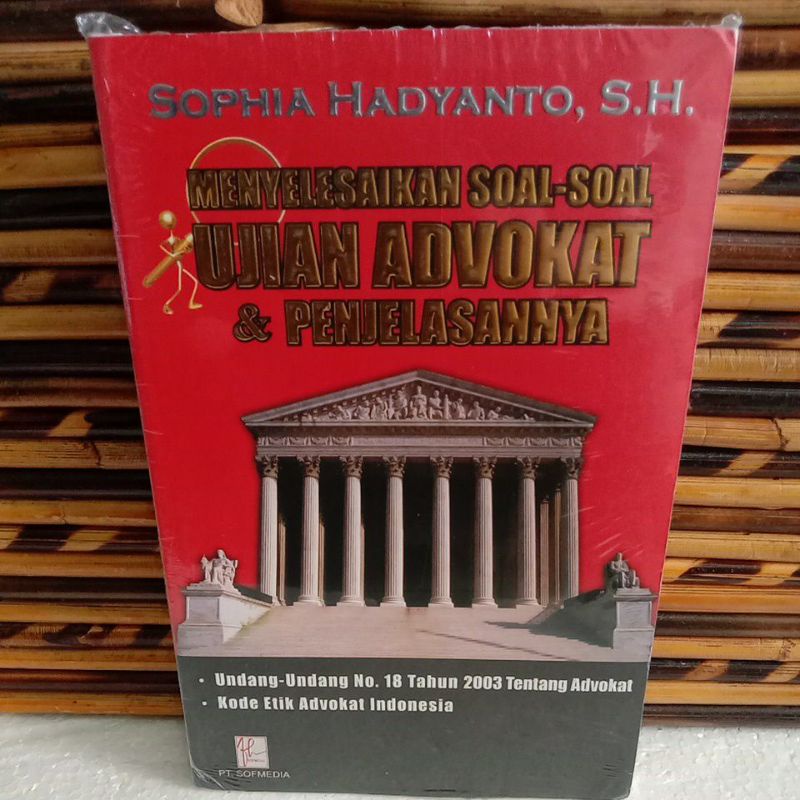 SOPHIA HADYANTO, S.H.
MENYELESAIKAN SOAL-SOAL
UJIAN ADVOKAT
& PENJELASANNYA
• Undang-Undang No. 18 Tahun 2003 Tentang Advokat
• Kode Etik Advokat Indonesia
PT. SOFMEDIA